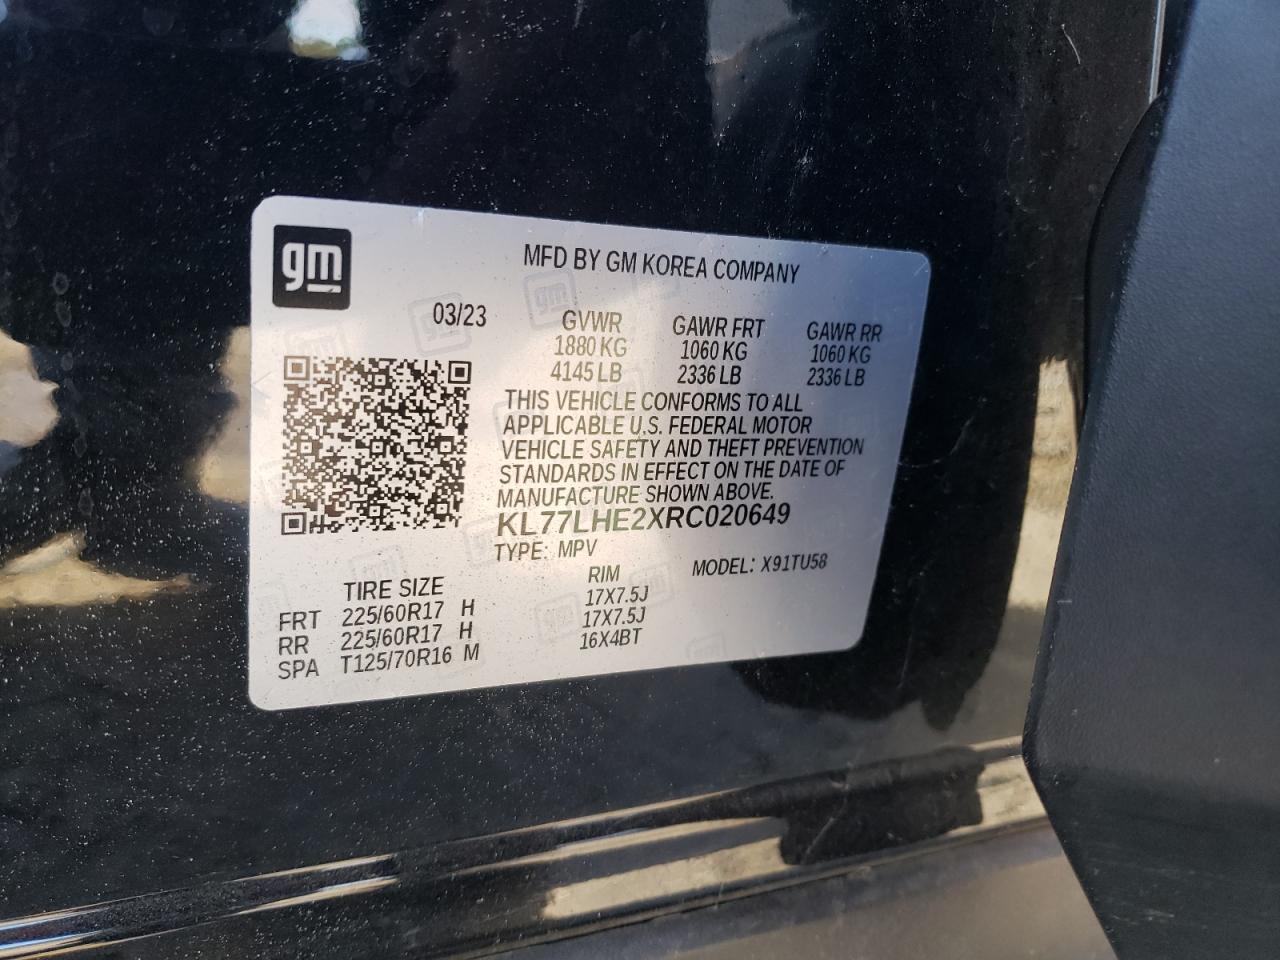 gm
MFD BY GM KOREA COMPANY
03/23
GVWR GAWR FRT GAWR RR
1880 KG 1060 KG 1060 KG
4145 LB 2336 LB 2336 LB
THIS VEHICLE CONFORMS TO ALL
APPLICABLE U.S. FEDERAL MOTOR
VEHICLE SAFETY AND THEFT PREVENTION
STANDARDS IN EFFECT ON THE DATE OF
MANUFACTURE SHOWN ABOVE.
KL77LHE2XRC020649
TYPE: MPV MODEL: X91TU58
TIRE SIZE RIM
FRT 225/60R17 H 17X7.5J
RR 225/60R17 H 17X7.5J
SPA T125/70R16 M 16X4BT